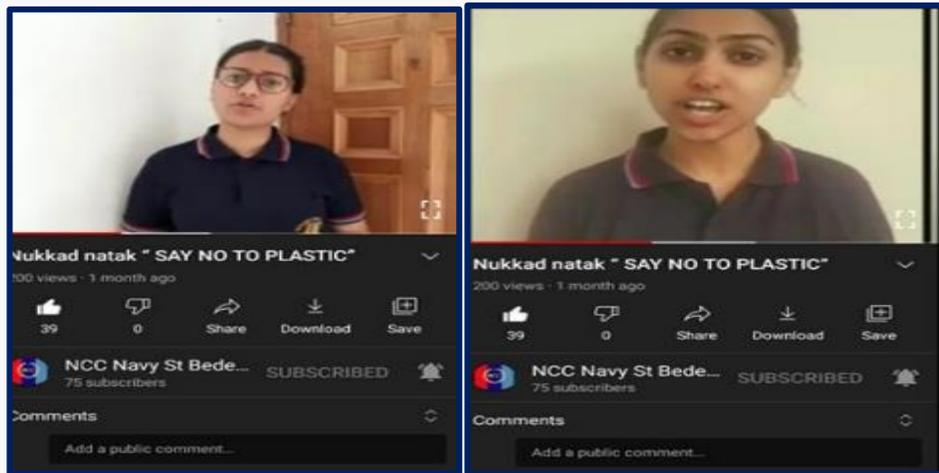 Nukkad natak “ SAY NO TO PLASTIC”
200 views · 1 month ago
39
0
Share
Download
Save
NCC Navy St Bede...
75 subscribers
SUBSCRIBED
Comments
Add a public comment...
Nukkad natak “ SAY NO TO PLASTIC”
200 views · 1 month ago
39
0
Share
Download
Save
NCC Navy St Bede...
75 subscribers
SUBSCRIBED
Comments
Add a public comment...